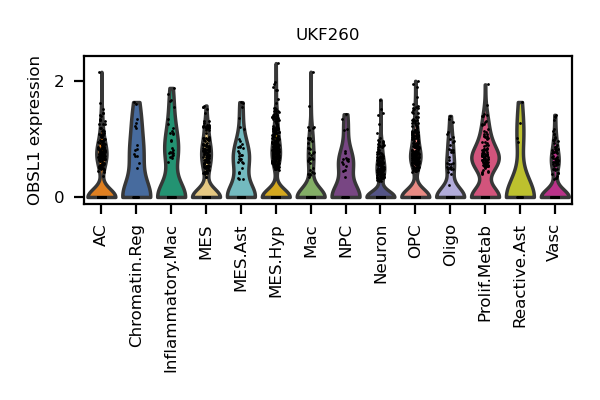 UKF260
OBSL1 expression
2
0
AC
Chromatin.Reg
Inflammatory.Mac
MES
MES.Ast
MES.Hyp
Mac
NPC
Neuron
OPC
Oligo
Prolif.Metab
Reactive.Ast
Vasc